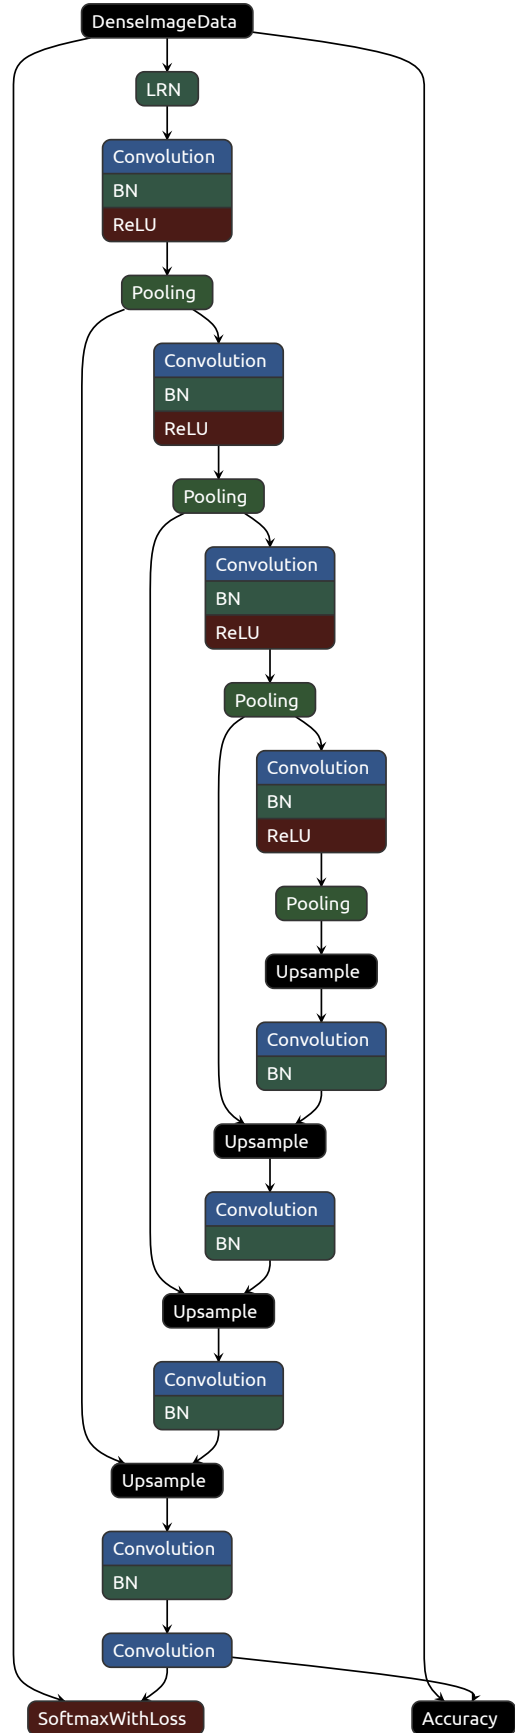 DenseImageData
LRN
Convolution
BN
ReLU
Pooling
Convolution
BN
ReLU
Pooling
Convolution
BN
ReLU
Pooling
Convolution
BN
ReLU
Pooling
Upsample
Convolution
BN
Upsample
Convolution
BN
Upsample
Convolution
BN
Upsample
Convolution
BN
Convolution
SoftmaxWithLoss
Accuracy